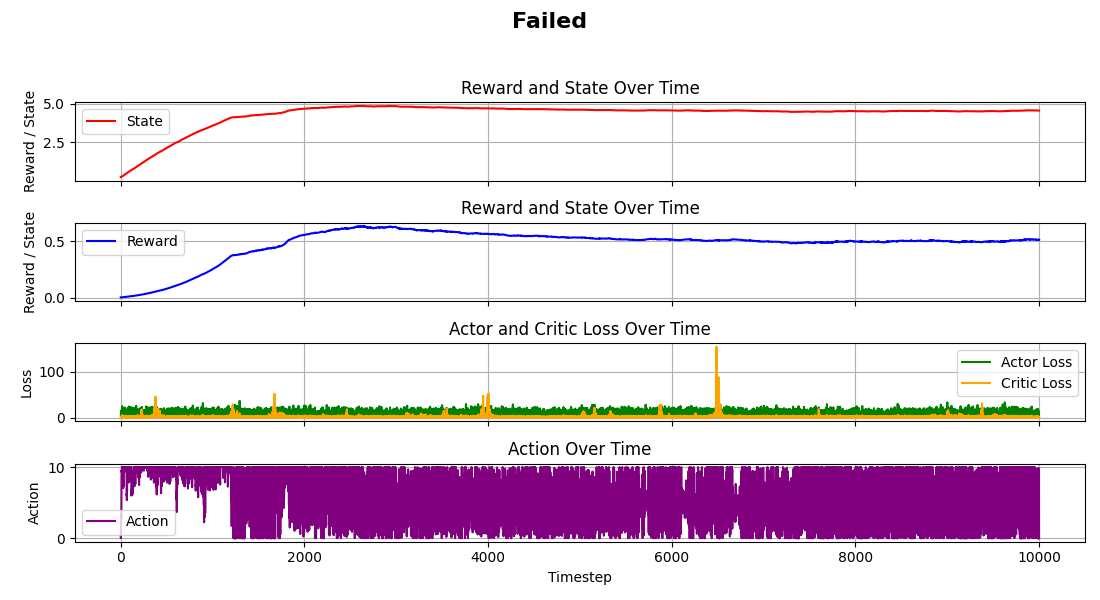 Failed
Reward and State Over Time
Reward / State
5.0
2.5
State
Reward and State Over Time
Reward / State
0.5
0.0
Reward
Actor and Critic Loss Over Time
Loss
100
0
Actor Loss
Critic Loss
Action Over Time
Action
10
0
Action
0 2000 4000 6000 8000 10000
Timestep